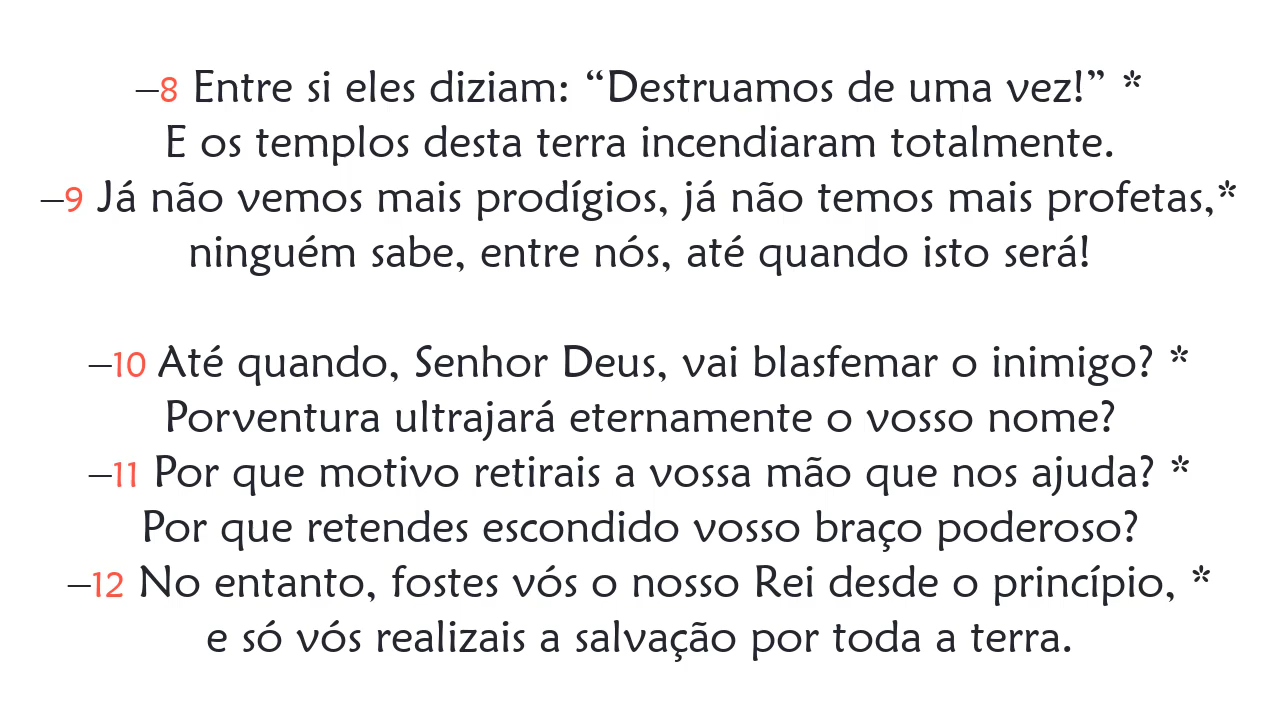 –8 Entre si eles diziam: “Destruamos de uma vez!” *
E os templos desta terra incendiaram totalmente.
–9 Já não vemos mais prodígios, já não temos mais profetas,*
ninguém sabe, entre nós, até quando isto será!
–10 Até quando, Senhor Deus, vai blasfemar o inimigo? *
Porventura ultrajará eternamente o vosso nome?
–11 Por que motivo retirais a vossa mão que nos ajuda? *
Por que retendes escondido vosso braço poderoso?
–12 No entanto, fostes vós o nosso Rei desde o princípio, *
e só vós realizais a salvação por toda a terra.